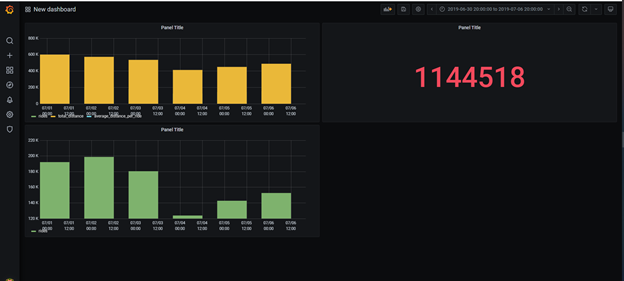 New dashboard
2019-06-30 20:00:00 to 2019-07-06 20:00:00
Panel Title
800 K
600 K
400 K
200 K
0
07/01 07/01 07/02 07/02 07/03 07/03 07/04 07/04 07/05 07/05 07/06 07/06
00:00 12:00 00:00 12:00 00:00 12:00 00:00 12:00 00:00 12:00 00:00 12:00
rides total_distance average_distance_per_ride
Panel Title
1144518
Panel Title
220 K
200 K
180 K
160 K
140 K
120 K
07/01 07/01 07/02 07/02 07/03 07/03 07/04 07/04 07/05 07/05 07/06 07/06
00:00 12:00 00:00 12:00 00:00 12:00 00:00 12:00 00:00 12:00 00:00 12:00
rides